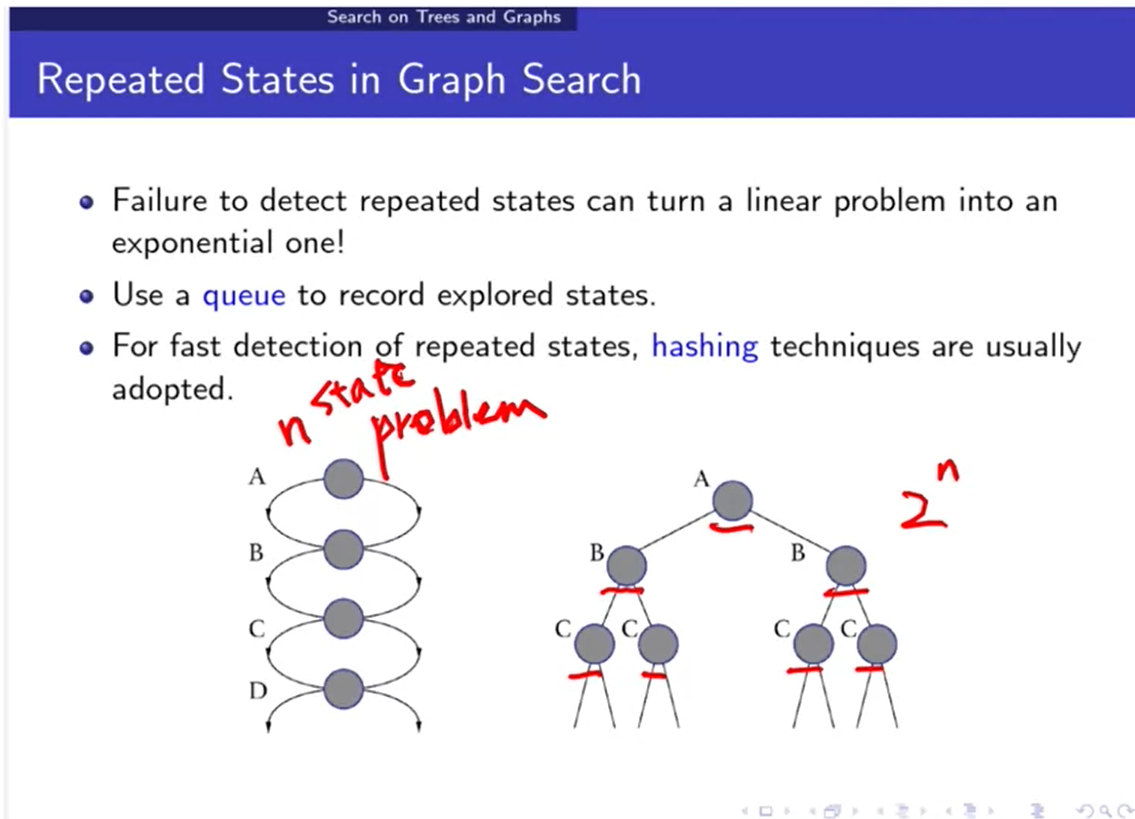 Search on Trees and Graphs
Repeated States in Graph Search
Failure to detect repeated states can turn a linear problem into an
exponential one!
Use a queue to record explored states.
For fast detection of repeated states, hashing techniques are usually
adopted.
n state
problem
A
B
C
D
A
2^n
B B
C C C C